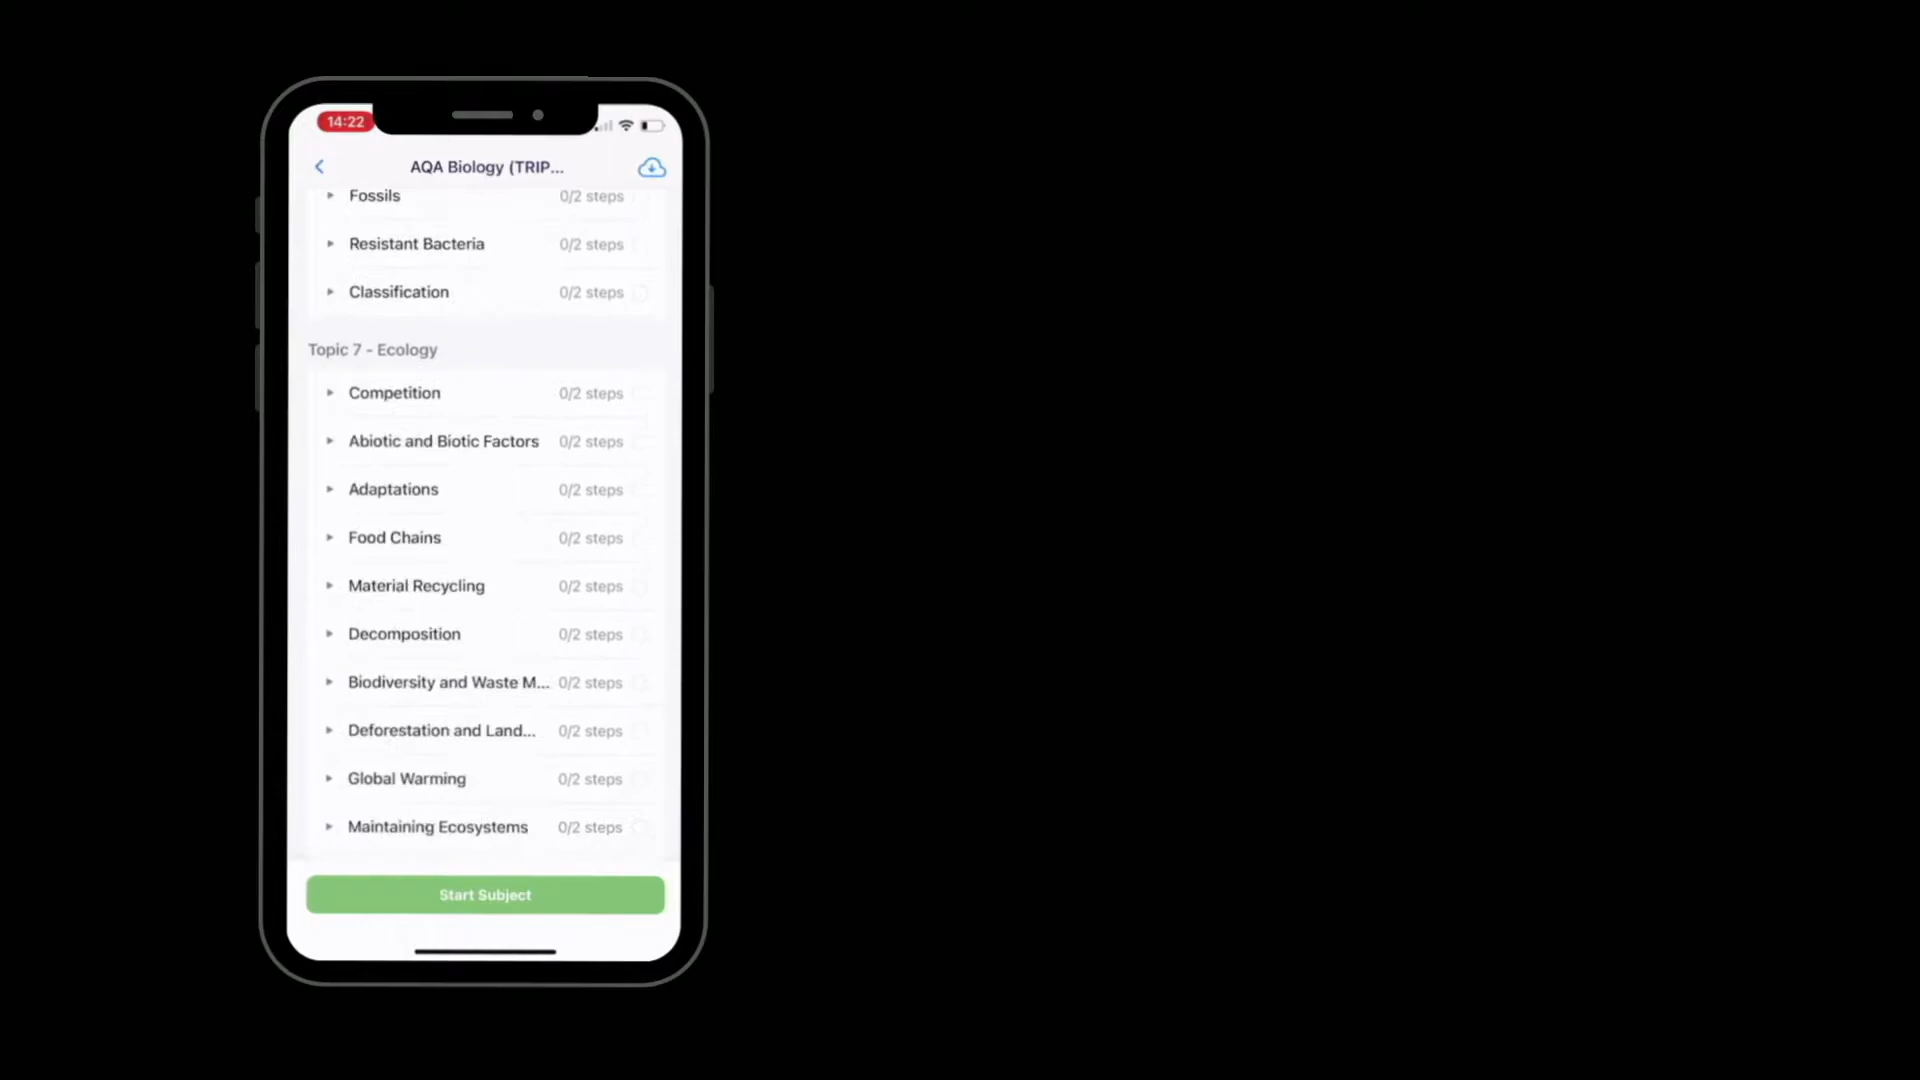 14:22
AQA Biology (TRIP...
Fossils 0/2 steps
Resistant Bacteria 0/2 steps
Classification 0/2 steps
Topic 7 - Ecology
Competition 0/2 steps
Abiotic and Biotic Factors 0/2 steps
Adaptations 0/2 steps
Food Chains 0/2 steps
Material Recycling 0/2 steps
Decomposition 0/2 steps
Biodiversity and Waste M... 0/2 steps
Deforestation and Land... 0/2 steps
Global Warming 0/2 steps
Maintaining Ecosystems 0/2 steps
Start Subject